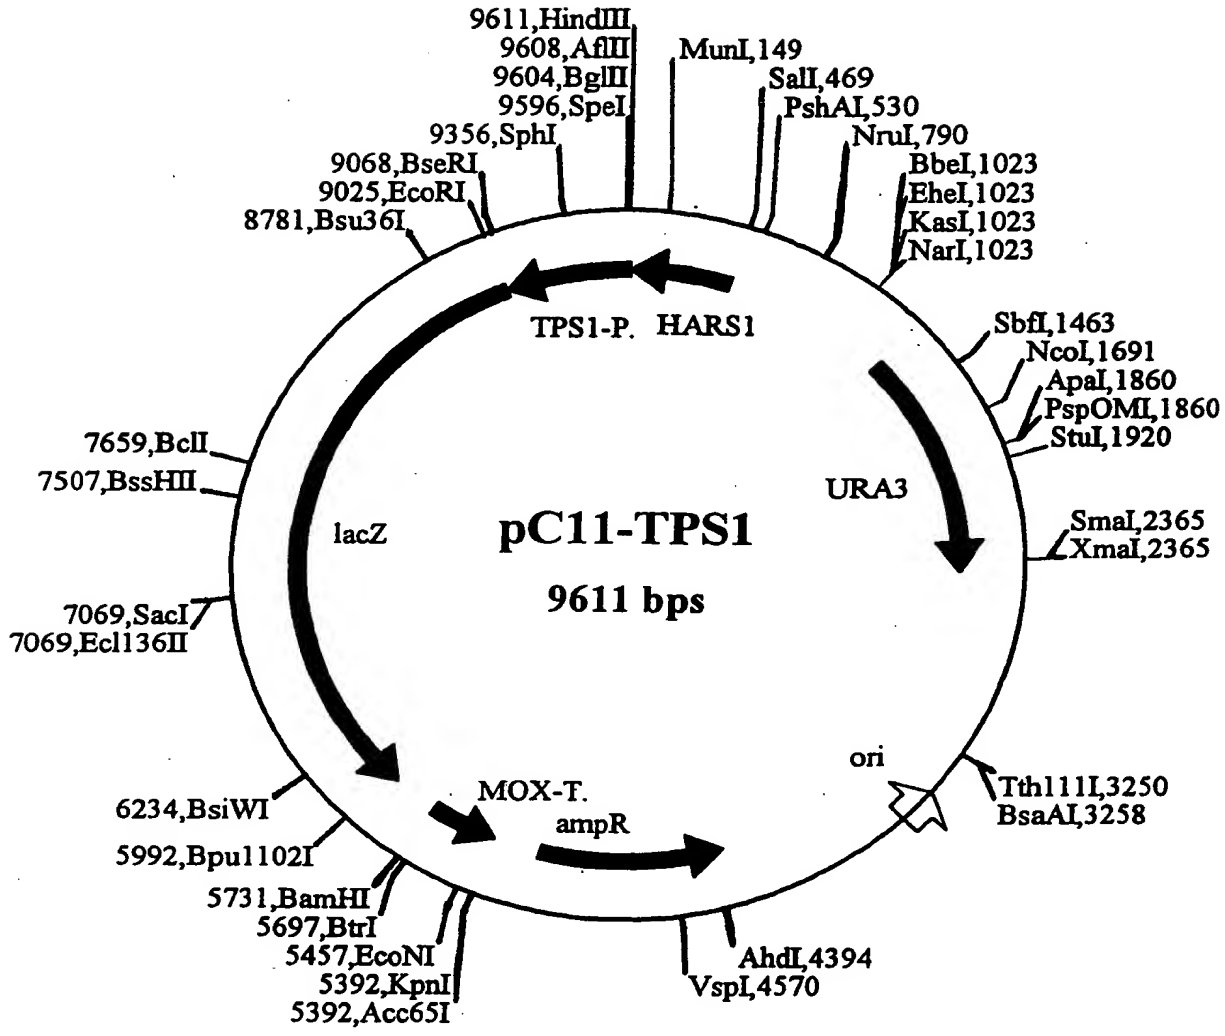 9611,HindIII
9608,AflII
9604,BglII
9596,SpeI
9356,SphI
9068,BseRI
9025,EcoRI
8781,Bsu36I
MunI,149
SalI,469
PshAI,530
NruI,790
BbeI,1023
EheI,1023
KasI,1023
NarI,1023
SbfI,1463
NcoI,1691
ApaI,1860
PspOMI,1860
StuI,1920
SmaI,2365
XmaI,2365
TPS1-P.
HARS1
URA3
7659,BclI
7507,BssHII
lacZ
pC11-TPS1
9611 bps
7069,SacI
7069,Ecl136II
ori
Tth111I,3250
BsaAI,3258
MOX-T.
ampR
6234,BsiWI
5992,Bpu1102I
5731,BamHI
5697,BtrI
5457,EcoNI
5392,KpnI
5392,Acc65I
AhdI,4394
VspI,4570